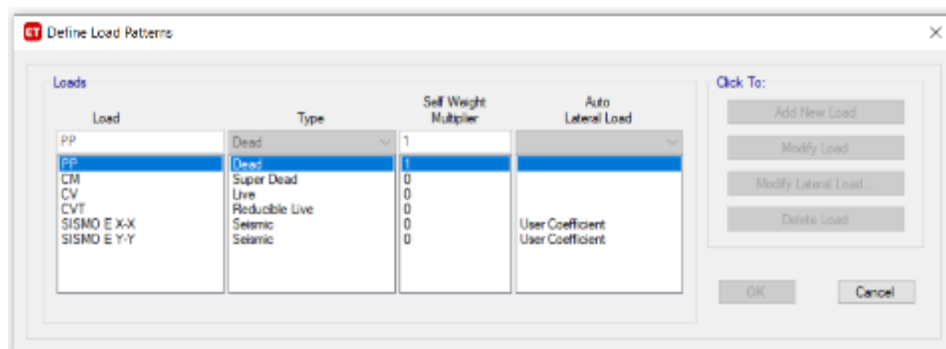 ET Define Load Patterns
Loads
Click To:
Load Type Self Weight Multiplier Auto Lateral Load
PP Dead 1
PP Dead 1
CM Super Dead 0
CV Live 0
CVT Reducible Live 0
SISMO E X-X Seismic 0 User Coefficient
SISMO E Y-Y Seismic 0 User Coefficient
Add New Load
Modify Load
Modify Lateral Load...
Delete Load
OK Cancel